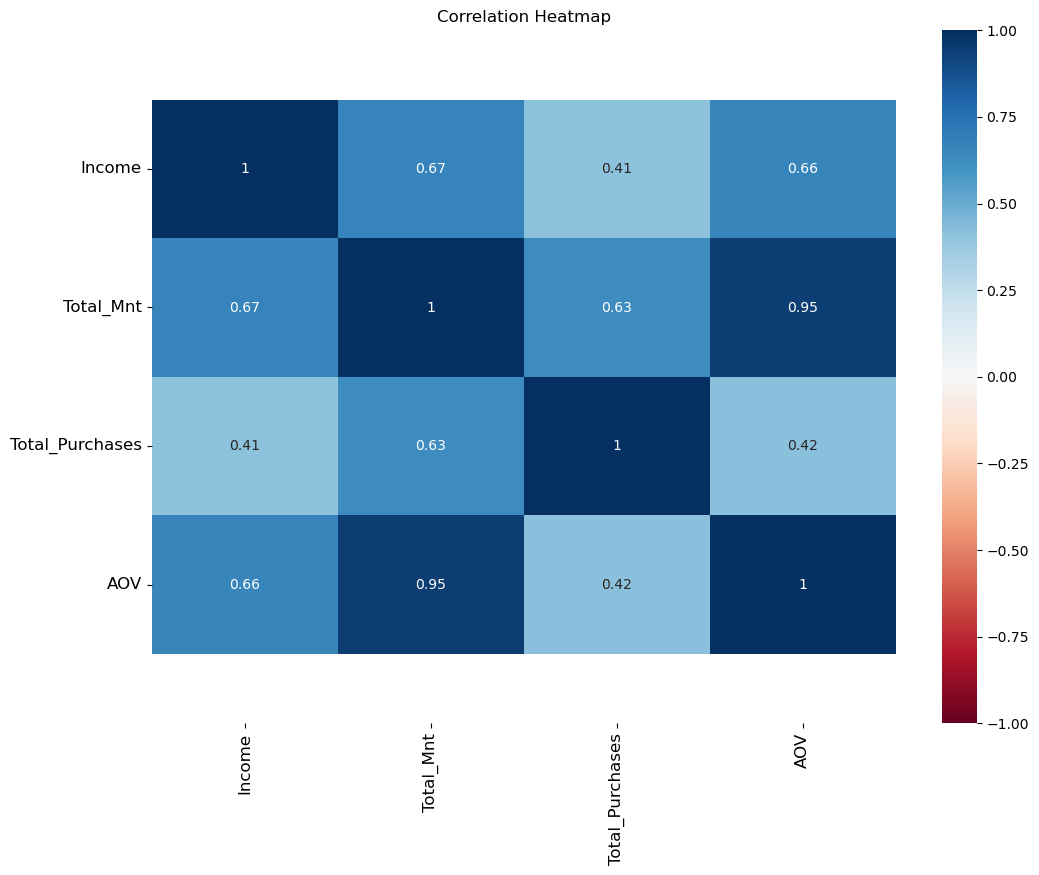 Correlation Heatmap
Income 1 0.67 0.41 0.66
Total_Mnt 0.67 1 0.63 0.95
Total_Purchases 0.41 0.63 1 0.42
AOV 0.66 0.95 0.42 1
Income
Total_Mnt
Total_Purchases
AOV
1.00
0.75
0.50
0.25
0.00
−0.25
−0.50
−0.75
−1.00